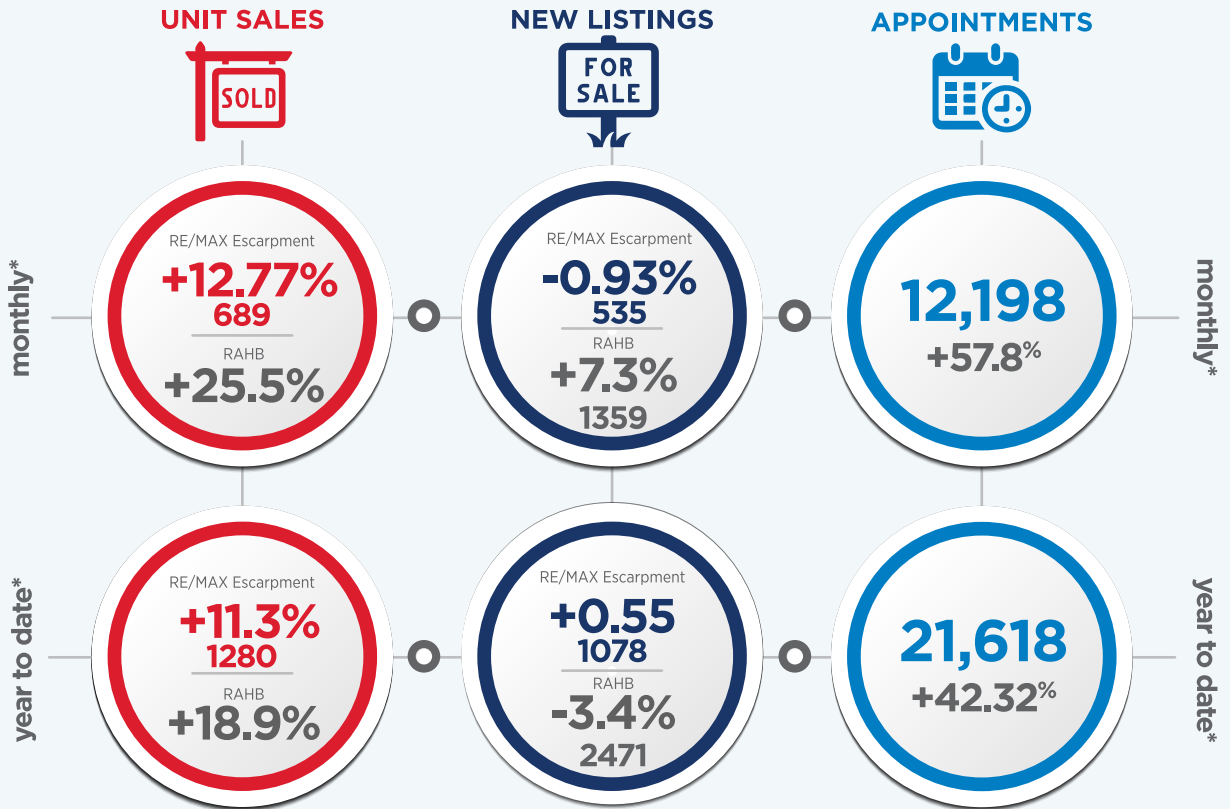 UNIT SALES
NEW LISTINGS
APPOINTMENTS
SOLD
FOR
SALE
monthly*
RE/MAX Escarpment
+12.77%
689
RAHB
+25.5%
RE/MAX Escarpment
-0.93%
535
RAHB
+7.3%
1359
12,198
+57.8%
monthly*
year to date*
RE/MAX Escarpment
+11.3%
1280
RAHB
+18.9%
RE/MAX Escarpment
+0.55
1078
RAHB
-3.4%
2471
21,618
+42.32%
year to date*